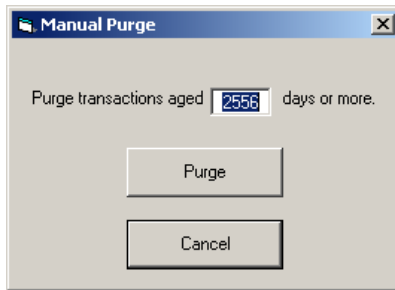 Manual Purge
Purge transactions aged 2556 days or more.
Purge
Cancel